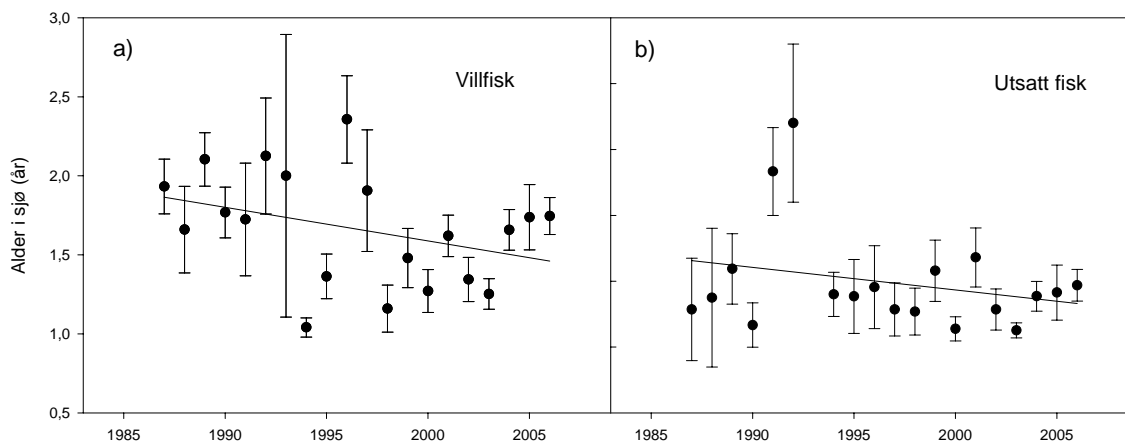 3,0
a)
b)
Villfisk
Utsatt fisk
2,5
2,0
Alder i sjø (år)
1,5
1,0
0,5
1985 1990 1995 2000 2005 1985 1990 1995 2000 2005